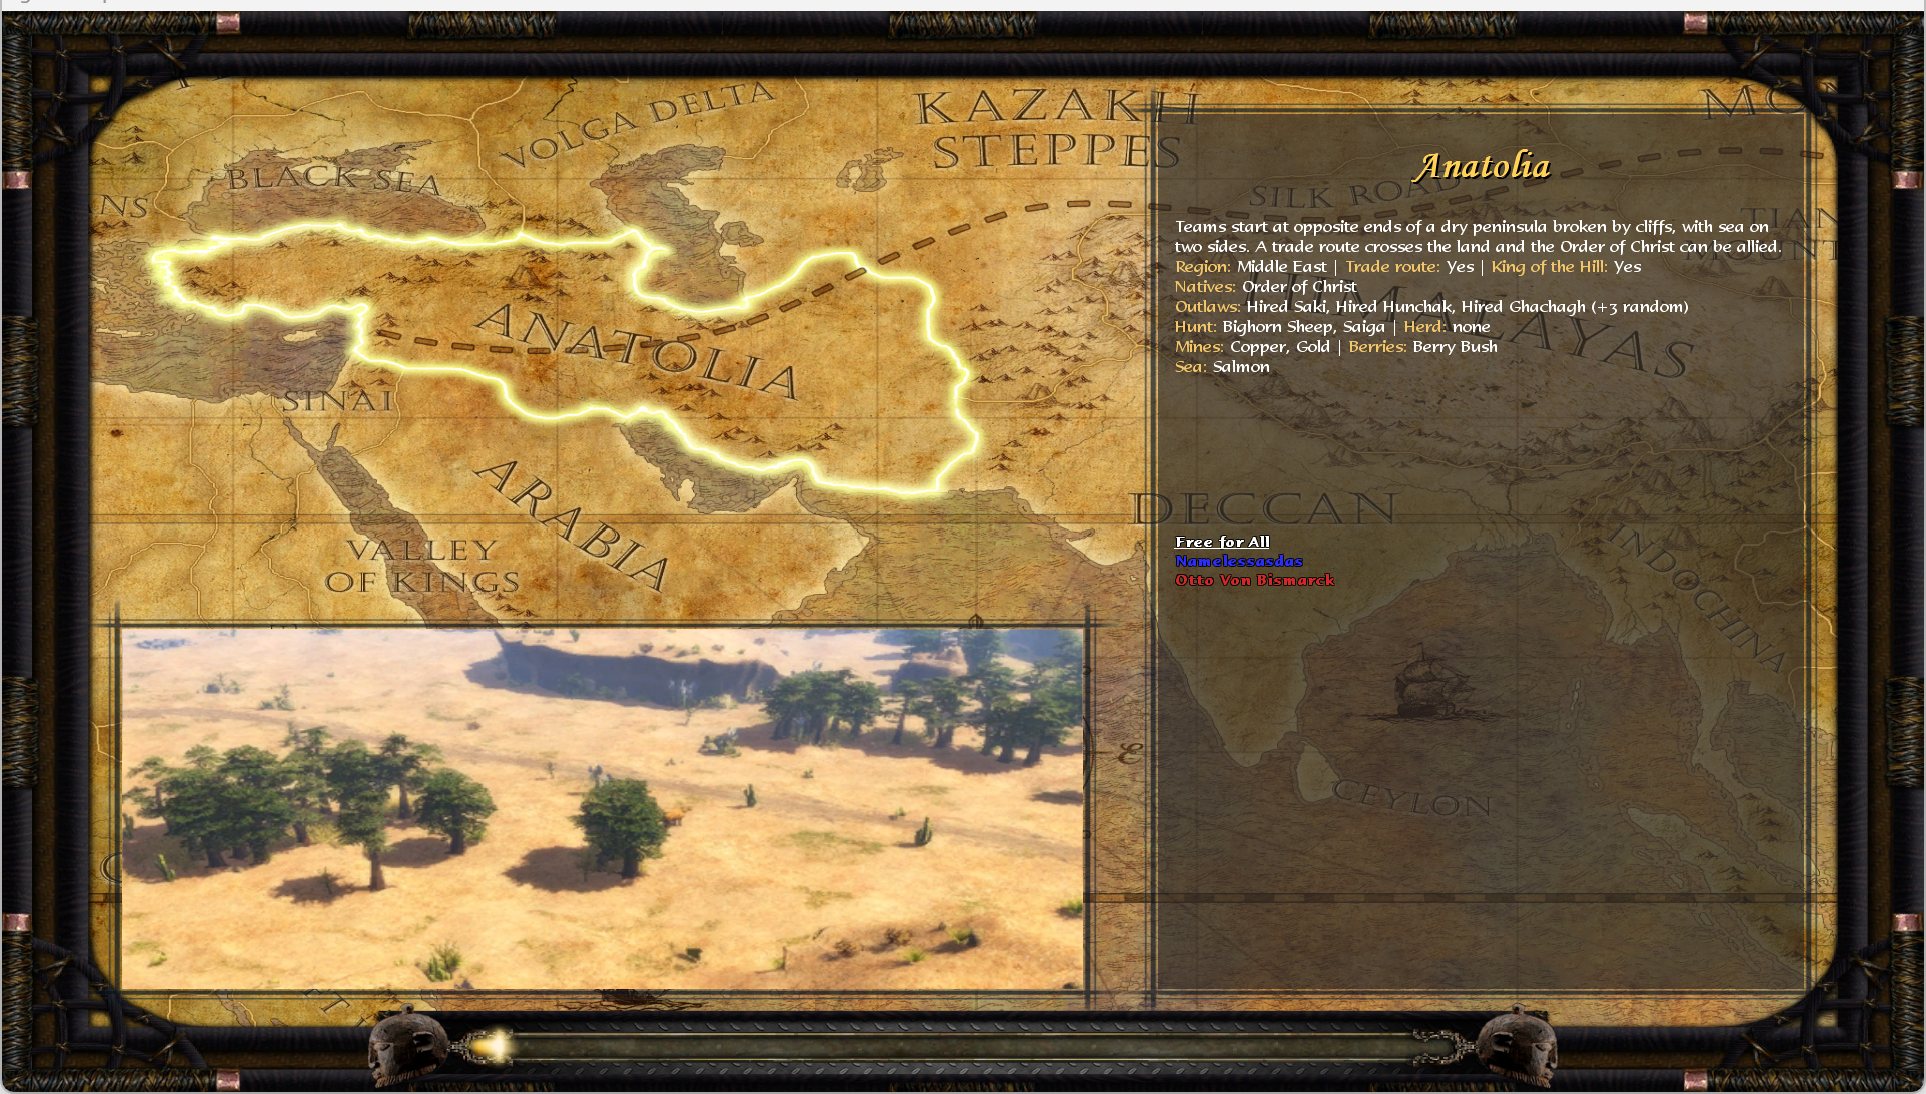 VOLGA DELTA
KAZAKH
STEPPES
BLACK SEA
ANATOLIA
SINAI
ARABIA
VALLEY
OF KINGS
DECCAN
SILK ROAD
HIMALAYAS
INDOCHINA
CEYLON
Anatolia
Teams start at opposite ends of a dry peninsula broken by cliffs, with sea on
two sides. A trade route crosses the land and the Order of Christ can be allied.
Region: Middle East | Trade route: Yes | King of the Hill: Yes
Natives: Order of Christ
Outlaws: Hired Saki, Hired Hunchak, Hired Ghachagh (+3 random)
Hunt: Bighorn Sheep, Saiga | Herd: none
Mines: Copper, Gold | Berries: Berry Bush
Sea: Salmon
Free for All
Namelessasdas
Otto Von Bismarck